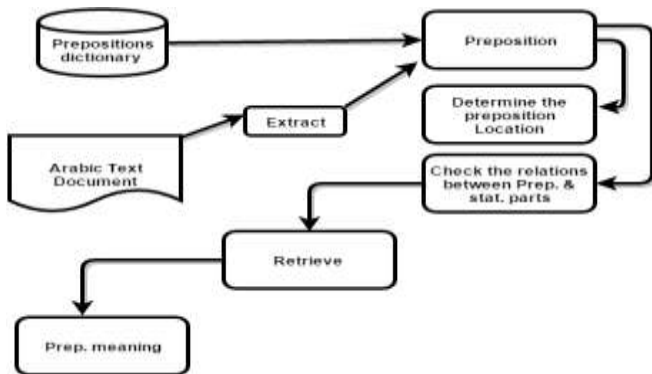 Prepositions
dictionary
Preposition
Extract
Determine the
preposition
Location
Arabic Text
Document
Check the relations
between Prep. &
stat. parts
Retrieve
Prep. meaning